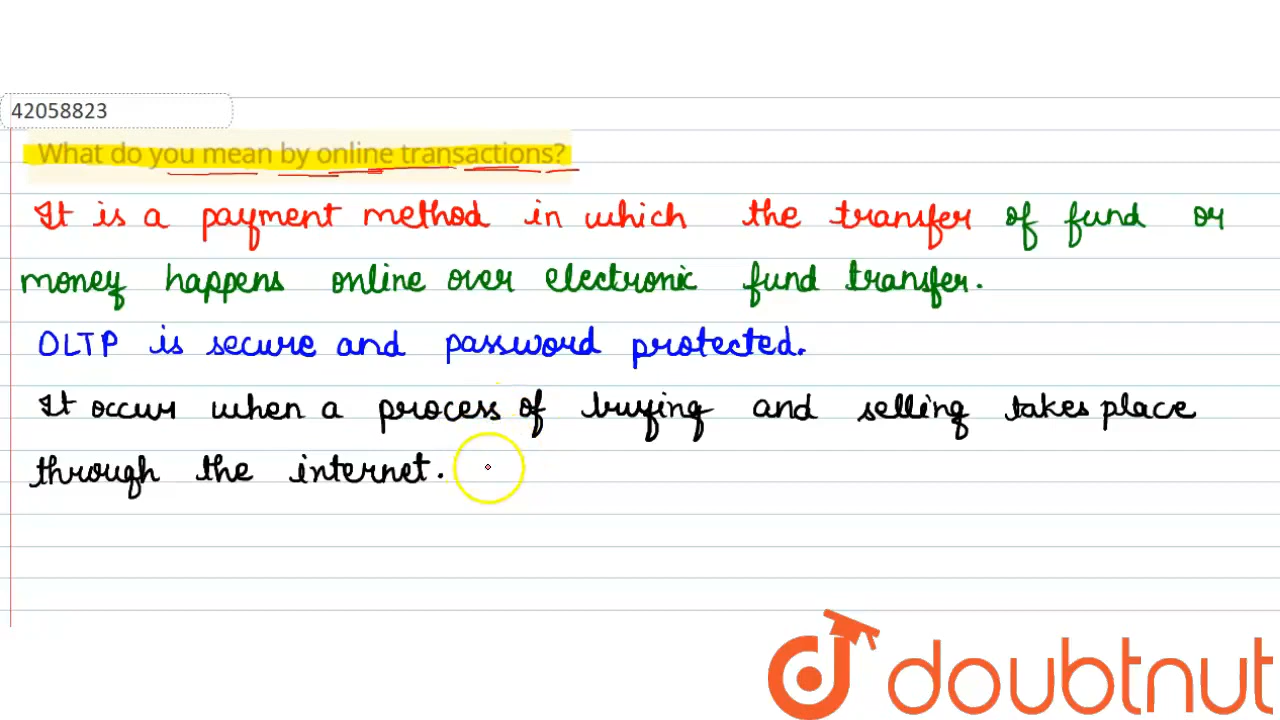 42058823
What do you mean by online transactions?
It is a payment method in which the transfer of fund or
money happens online over electronic fund transfer.
OLTP is secure and password protected.
It occur when a process of buying and selling takes place
through the internet.
doubtnut